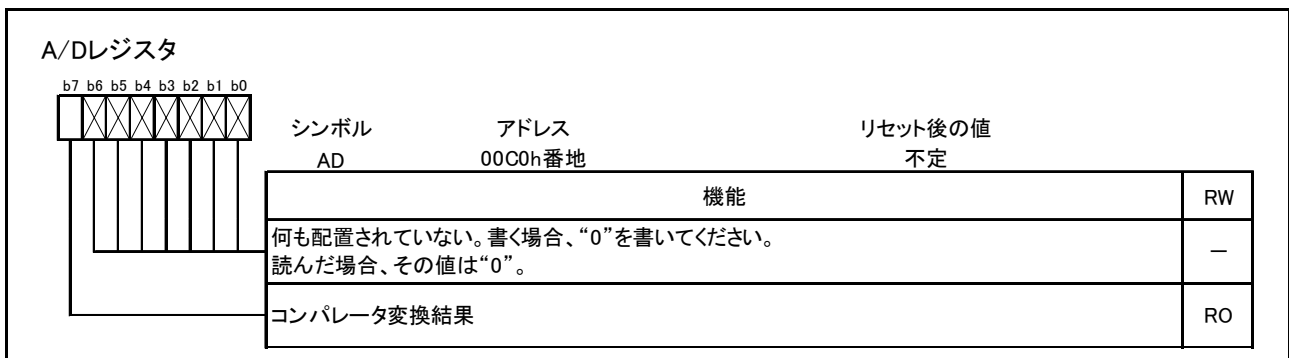 A/Dレジスタ
b7 b6 b5 b4 b3 b2 b1 b0
シンボル アドレス リセット後の値
AD 00C0h番地 不定
機能 RW
何も配置されていない。書く場合、“0”を書いてください。
読んだ場合、その値は“0”。 －
コンパレータ変換結果 RO